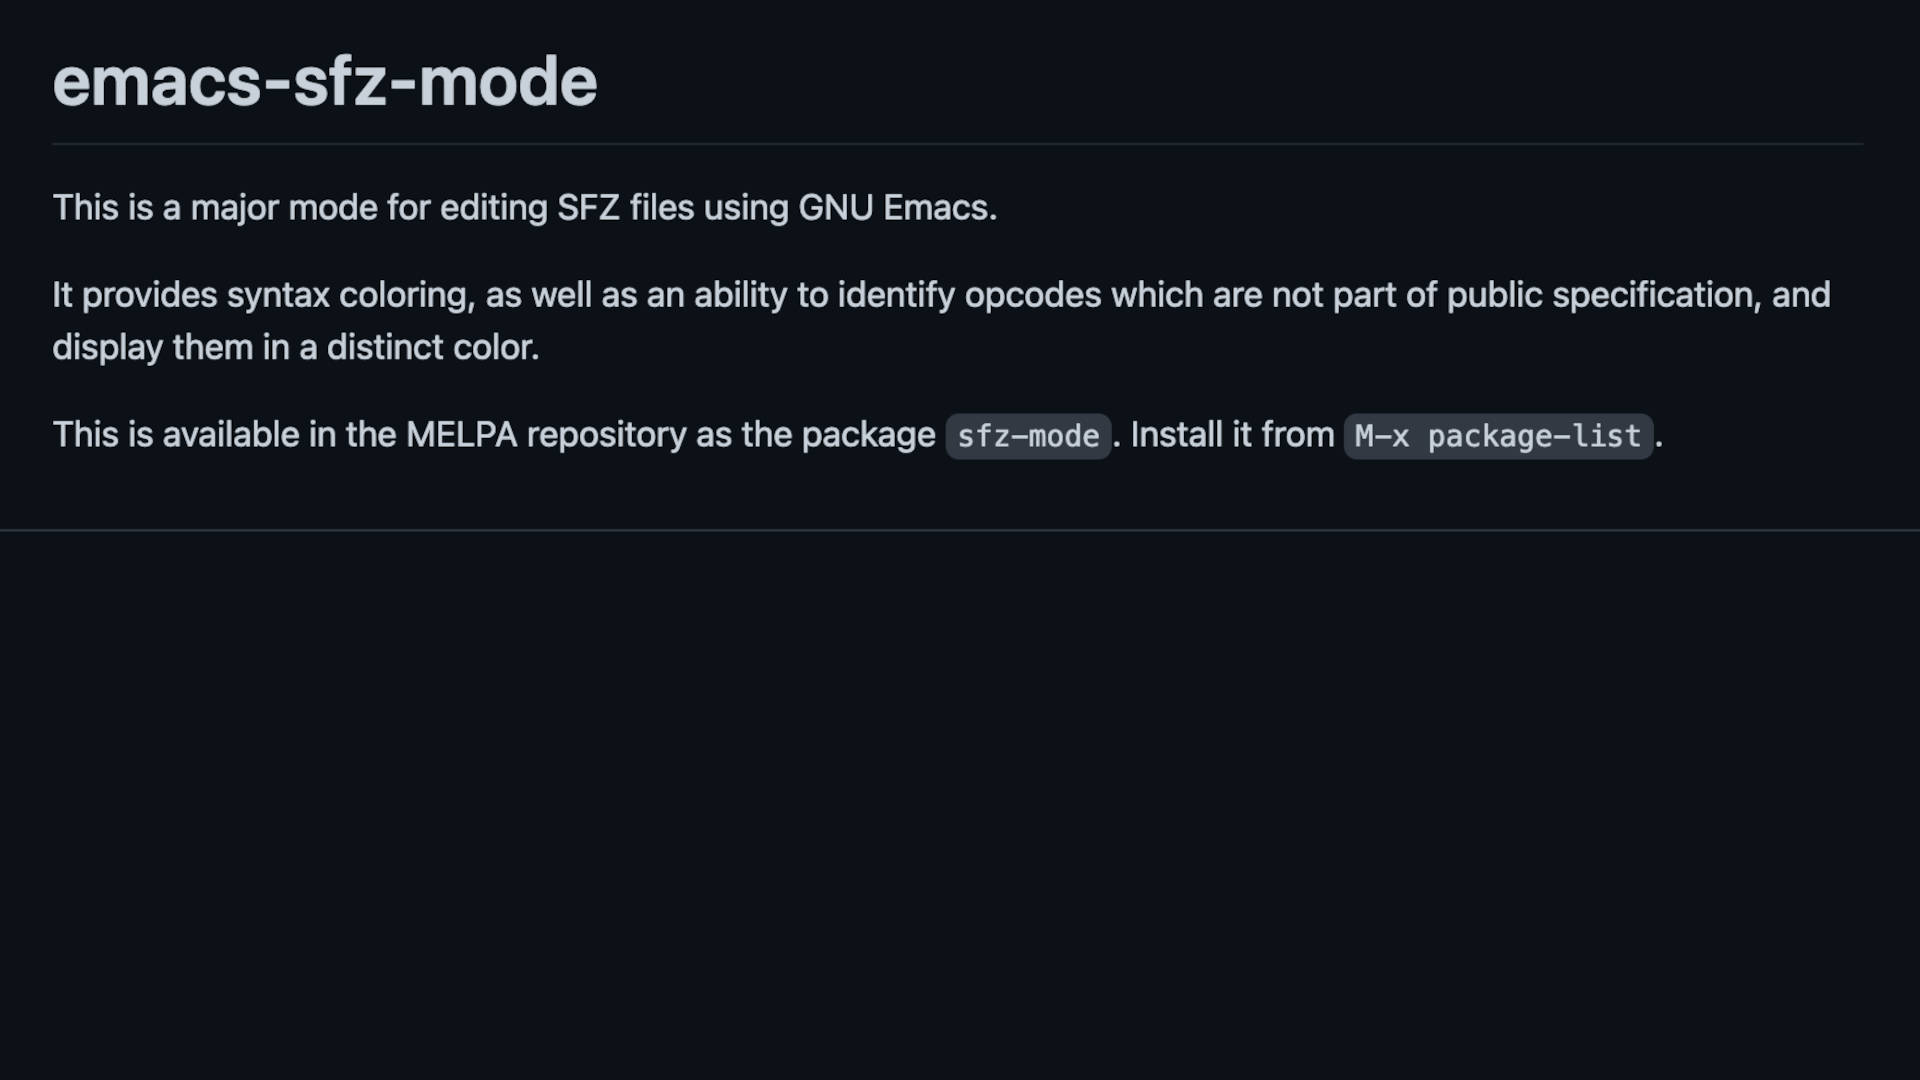 emacs-sfz-mode
This is a major mode for editing SFZ files using GNU Emacs.
It provides syntax coloring, as well as an ability to identify opcodes which are not part of public specification, and
display them in a distinct color.
This is available in the MELPA repository as the package sfz-mode. Install it from M-x package-list.